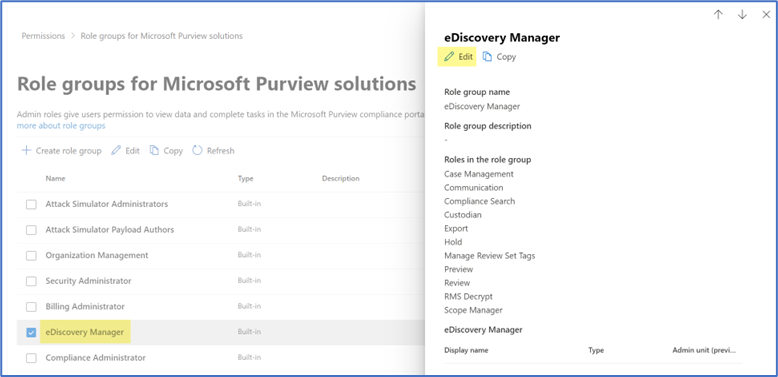 Permissions > Role groups for Microsoft Purview solutions
Role groups for Microsoft Purview solutions
Admin roles give users permission to view data and complete tasks in the Microsoft Purview compliance porta
more about role groups
Create role group Edit Copy Refresh
Name Type Description
Attack Simulator Administrators Built-in
Attack Simulator Payload Authors Built-in
Organization Management Built-in
Security Administrator Built-in
Billing Administrator Built-in
eDiscovery Manager Built-in
Compliance Administrator Built-in
eDiscovery Manager
Edit Copy
Role group name
eDiscovery Manager
Role group description
-
Roles in the role group
Case Management
Communication
Compliance Search
Custodian
Export
Hold
Manage Review Set Tags
Preview
Review
RMS Decrypt
Scope Manager
eDiscovery Manager
Display name Type Admin unit (previ...